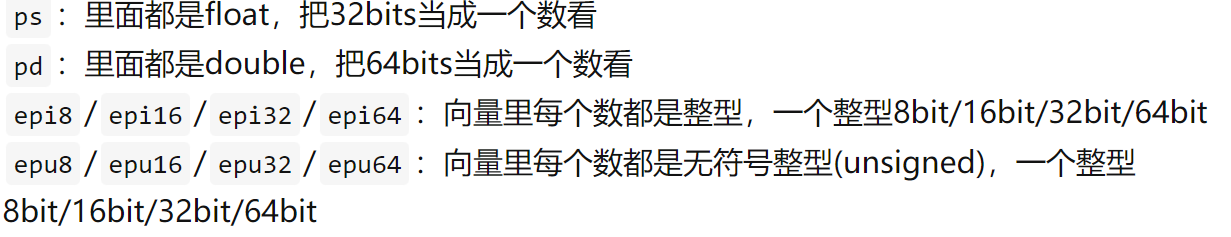 ps：里面都是float，把32bits当成一个数看
pd：里面都是double，把64bits当成一个数看
epi8/epi16/epi32/epi64：向量里每个数都是整型，一个整型8bit/16bit/32bit/64bit
epu8/epu16/epu32/epu64：向量里每个数都是无符号整型(unsigned)，一个整型
8bit/16bit/32bit/64bit